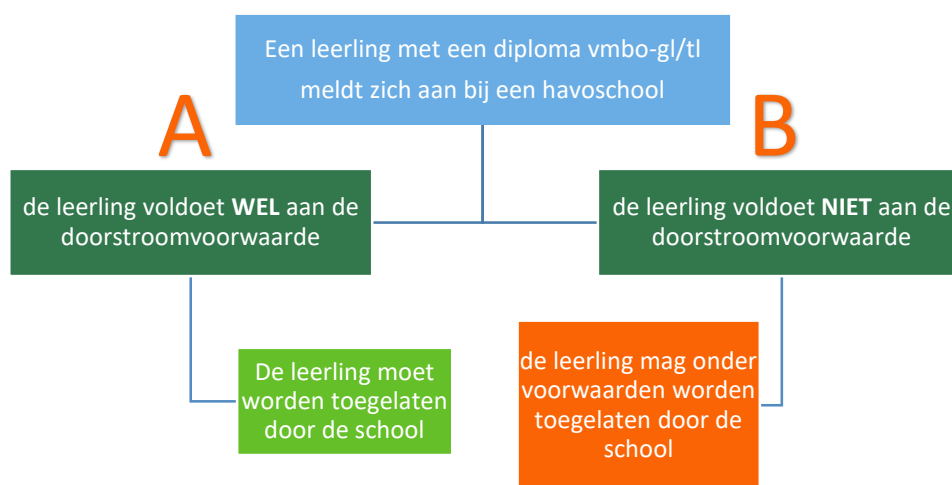 Een leerling met een diploma vmbo-gl/tl
meldt zich aan bij een havoschool
A
B
de leerling voldoet WEL aan de
doorstroomvoorwaarde
de leerling voldoet NIET aan de
doorstroomvoorwaarde
De leerling moet
worden toegelaten
door de school
de leerling mag onder
voorwaarden worden
toegelaten door de
school